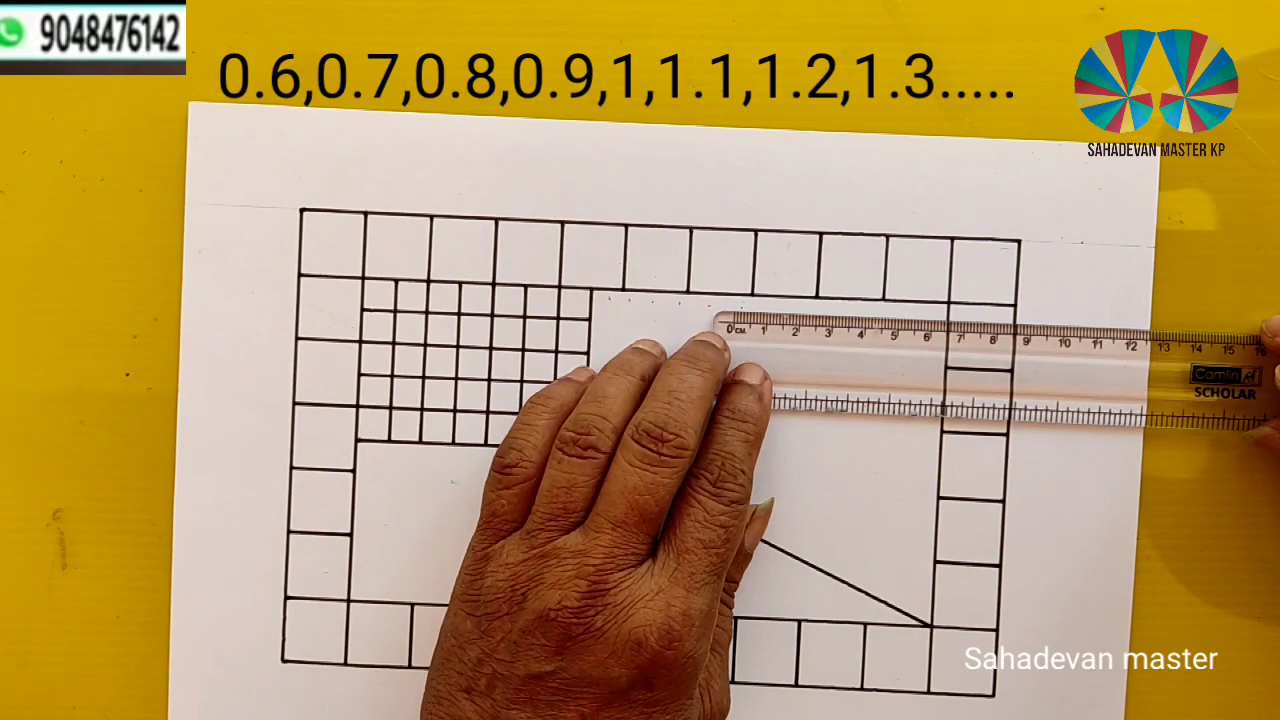 9048476142
0.6,0.7,0.8,0.9,1,1.1,1.2,1.3.....
SAHADEVAN MASTER KP
0 CM 1 2 3 4 5 6 7 8 9 10 11 12 13 14 15 16
Camlin
SCHOLAR
Sahadevan master